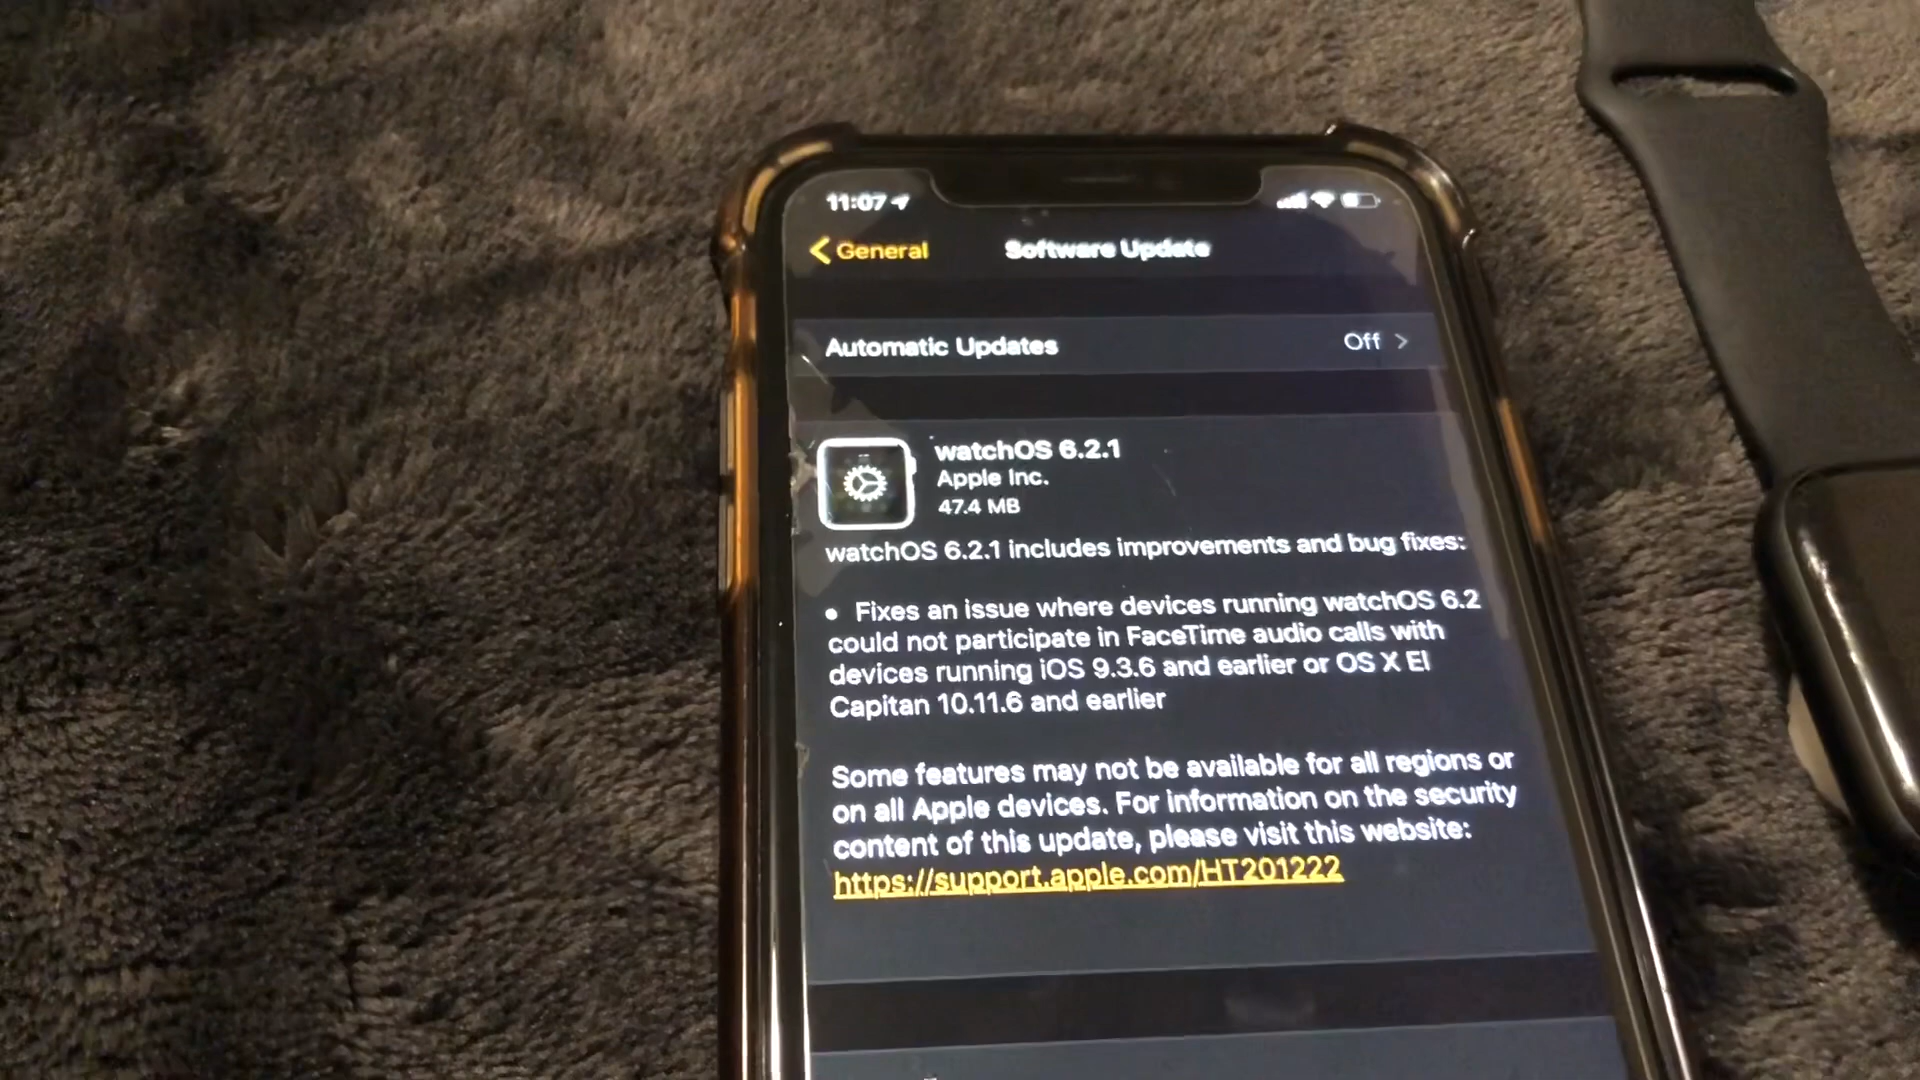 11:07
General
Software Update
Automatic Updates
Off
watchOS 6.2.1
Apple Inc.
47.4 MB
watchOS 6.2.1 includes improvements and bug fixes:
• Fixes an issue where devices running watchOS 6.2
could not participate in FaceTime audio calls with
devices running iOS 9.3.6 and earlier or OS X El
Capitan 10.11.6 and earlier
Some features may not be available for all regions or
on all Apple devices. For information on the security
content of this update, please visit this website:
https://support.apple.com/HT201222